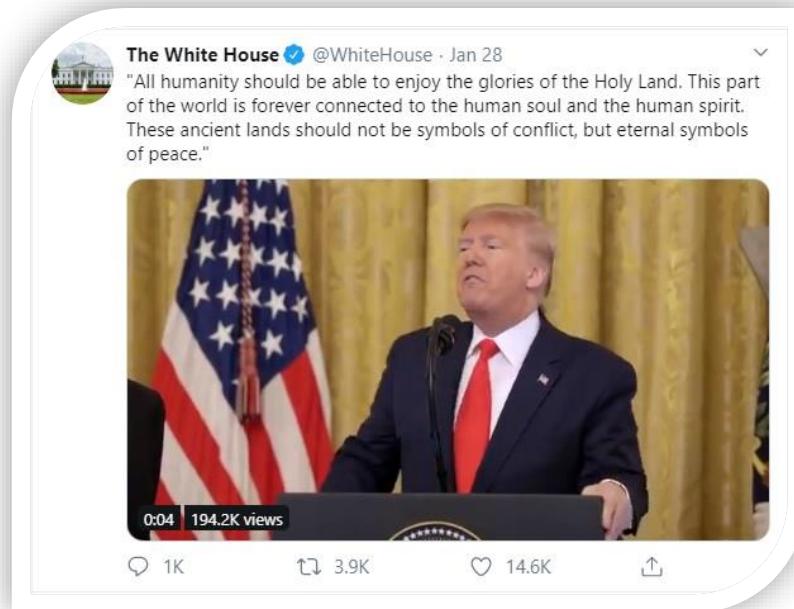 The White House @WhiteHouse · Jan 28
"All humanity should be able to enjoy the glories of the Holy Land. This part
of the world is forever connected to the human soul and the human spirit.
These ancient lands should not be symbols of conflict, but eternal symbols
of peace."
0:04 194.2K views
1K 3.9K 14.6K